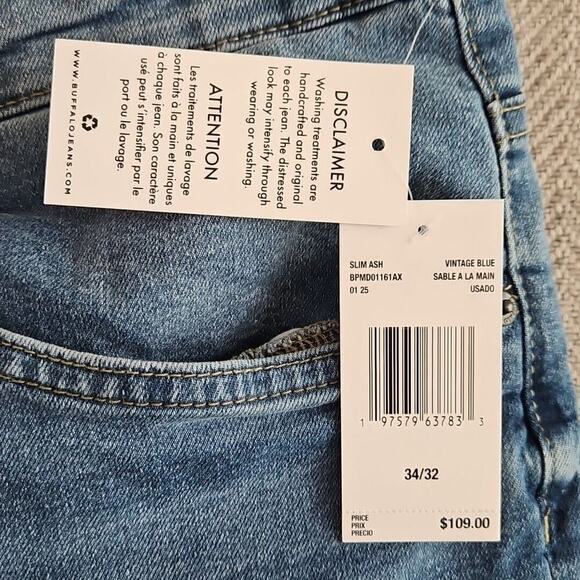 DISCLAIMER
Washing treatments are
handcrafted and original
to each jean. The distressed
look may intensify through
wearing or washing.
ATTENTION
Les traitements de lavage
sont faits à la main et uniques
à chaque jean. Son caractère
usé peut s'intensifier par le
port ou le lavage.
WWW.BUFFALOJEANS.COM
SLIM ASH VINTAGE BLUE
BPMD01161AX SABLE A LA MAIN
01 25 USADO
1 97579 63783 3
34/32
PRICE
PRIX
PRECIO
$109.00